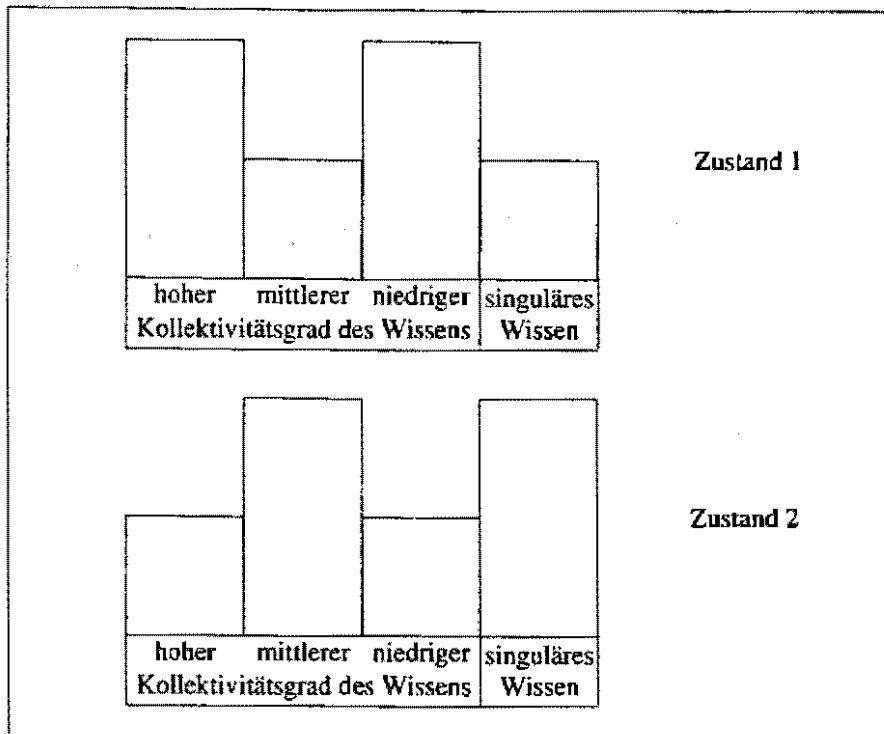 Zustand 1
hoher mittlerer niedriger singuläres
Kollektivitätsgrad des Wissens Wissen
Zustand 2
hoher mittlerer niedriger singuläres
Kollektivitätsgrad des Wissens Wissen